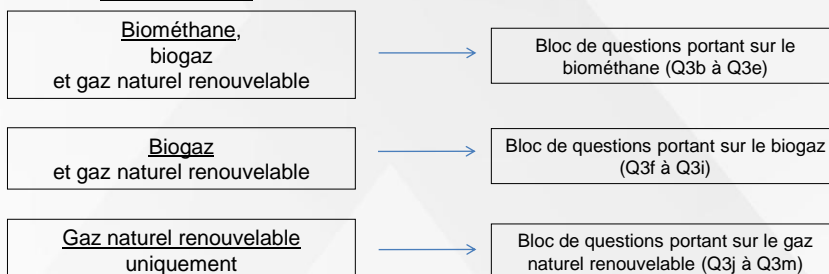 Biométhane,
biogaz
et gaz naturel renouvelable
Bloc de questions portant sur le
biométhane (Q3b à Q3e)
Biogaz
et gaz naturel renouvelable
Bloc de questions portant sur le biogaz
(Q3f à Q3i)
Gaz naturel renouvelable
uniquement
Bloc de questions portant sur le gaz
naturel renouvelable (Q3j à Q3m)